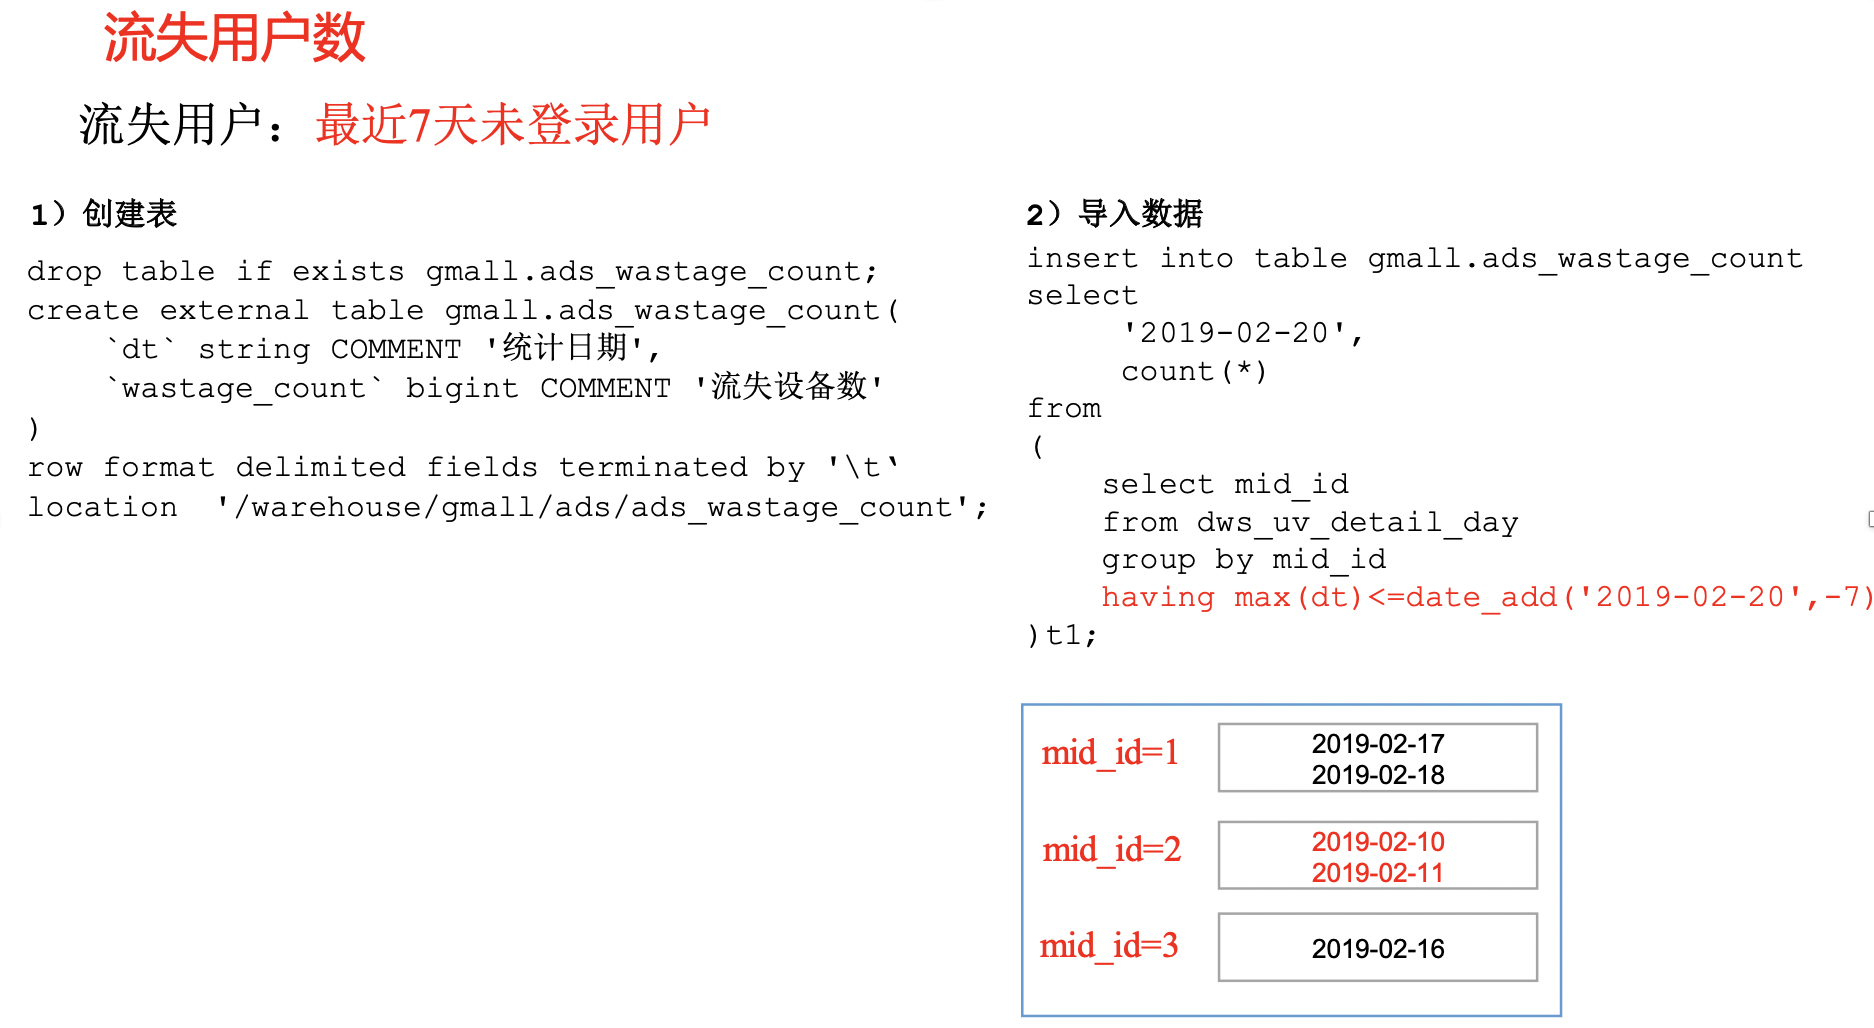 流失用户数
流失用户：最近7天未登录用户
1）创建表
drop table if exists gmall.ads_wastage_count;
create external table gmall.ads_wastage_count(
    `dt` string COMMENT '统计日期',
    `wastage_count` bigint COMMENT '流失设备数'
)
row format delimited fields terminated by '\t‘
location  '/warehouse/gmall/ads/ads_wastage_count';
2）导入数据
insert into table gmall.ads_wastage_count
select
     '2019-02-20',
     count(*)
from
(
    select mid_id
    from dws_uv_detail_day
    group by mid_id
    having max(dt)<=date_add('2019-02-20',-7)
)t1;
mid_id=1
2019-02-17
2019-02-18
mid_id=2
2019-02-10
2019-02-11
mid_id=3
2019-02-16